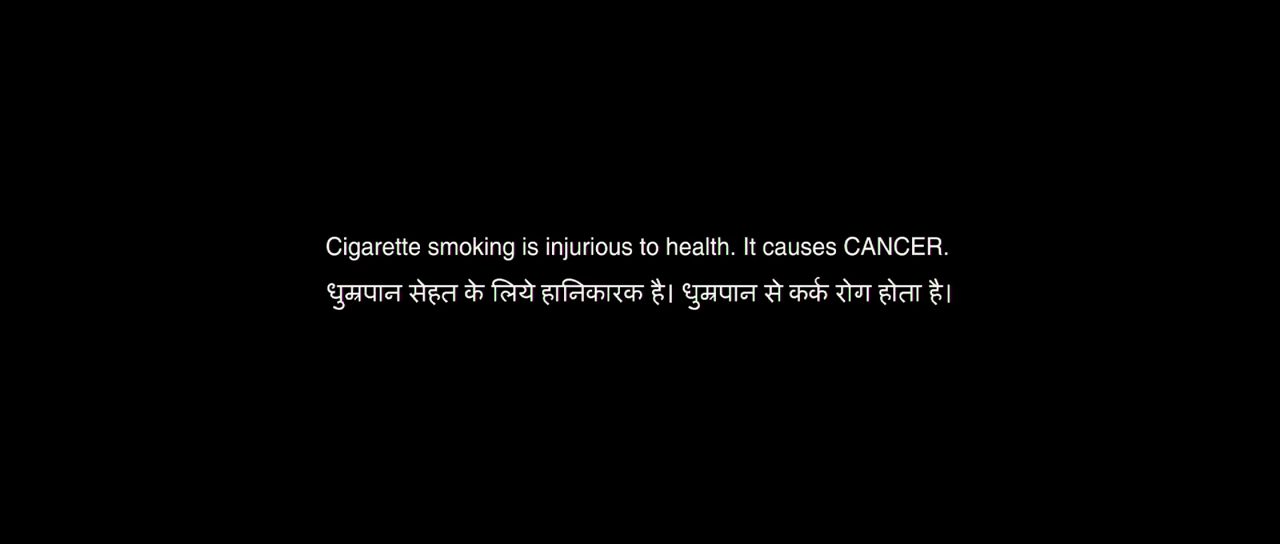 Cigarette smoking is injurious to health. It causes CANCER.
धुम्रपान सेहत के लिये हानिकारक है। धुम्रपान से कर्क रोग होता है।